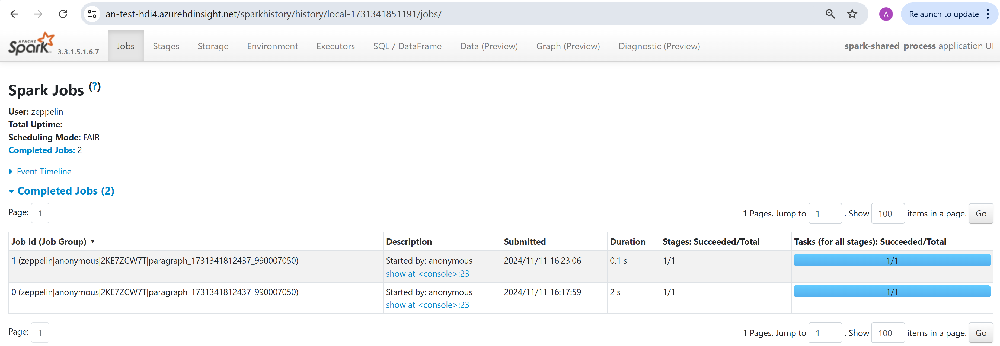 an-test-hdi4.azurehdinsight.net/sparkhistory/history/local-1731341851191/jobs/
A
Relaunch to update
APACHE Spark 3.3.1.5.1.6.7
Jobs Stages Storage Environment Executors SQL / DataFrame Data (Preview) Graph (Preview) Diagnostic (Preview) spark-shared_process application UI
Spark Jobs (?)
User: zeppelin
Total Uptime:
Scheduling Mode: FAIR
Completed Jobs: 2
Event Timeline
Completed Jobs (2)
Page: 1 1 Pages. Jump to 1 . Show 100 items in a page. Go
Job Id (Job Group) ▾ Description Submitted Duration Stages: Succeeded/Total Tasks (for all stages): Succeeded/Total
1 (zeppelin|anonymous|2KE7ZCW7T|paragraph_1731341812437_990007050) Started by: anonymous 2024/11/11 16:23:06 0.1 s 1/1 1/1
show at <console>:23
0 (zeppelin|anonymous|2KE7ZCW7T|paragraph_1731341812437_990007050) Started by: anonymous 2024/11/11 16:17:59 2 s 1/1 1/1
show at <console>:23
Page: 1 1 Pages. Jump to 1 . Show 100 items in a page. Go